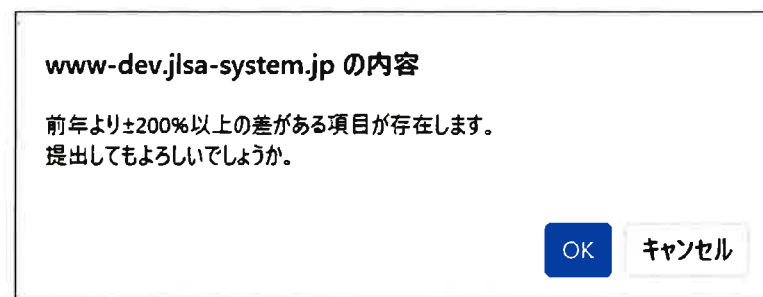 www-dev.jlsa-system.jp の内容
前年より±200%以上の差がある項目が存在します。
提出してもよろしいでしょうか。
OK キャンセル